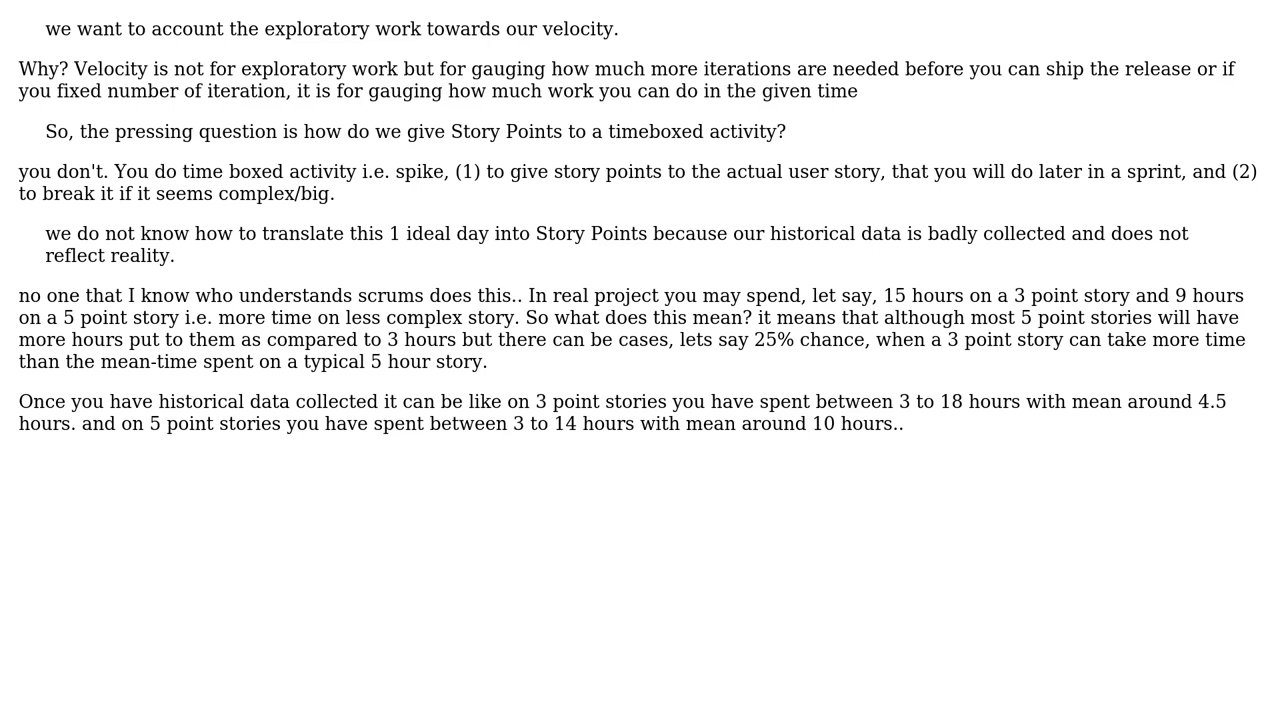 we want to account the exploratory work towards our velocity.
Why? Velocity is not for exploratory work but for gauging how much more iterations are needed before you can ship the release or if
you fixed number of iteration, it is for gauging how much work you can do in the given time
So, the pressing question is how do we give Story Points to a timeboxed activity?
you don't. You do time boxed activity i.e. spike, (1) to give story points to the actual user story, that you will do later in a sprint, and (2)
to break it if it seems complex/big.
we do not know how to translate this 1 ideal day into Story Points because our historical data is badly collected and does not
reflect reality.
no one that I know who understands scrums does this.. In real project you may spend, let say, 15 hours on a 3 point story and 9 hours
on a 5 point story i.e. more time on less complex story. So what does this mean? it means that although most 5 point stories will have
more hours put to them as compared to 3 hours but there can be cases, lets say 25% chance, when a 3 point story can take more time
than the mean-time spent on a typical 5 hour story.
Once you have historical data collected it can be like on 3 point stories you have spent between 3 to 18 hours with mean around 4.5
hours. and on 5 point stories you have spent between 3 to 14 hours with mean around 10 hours..